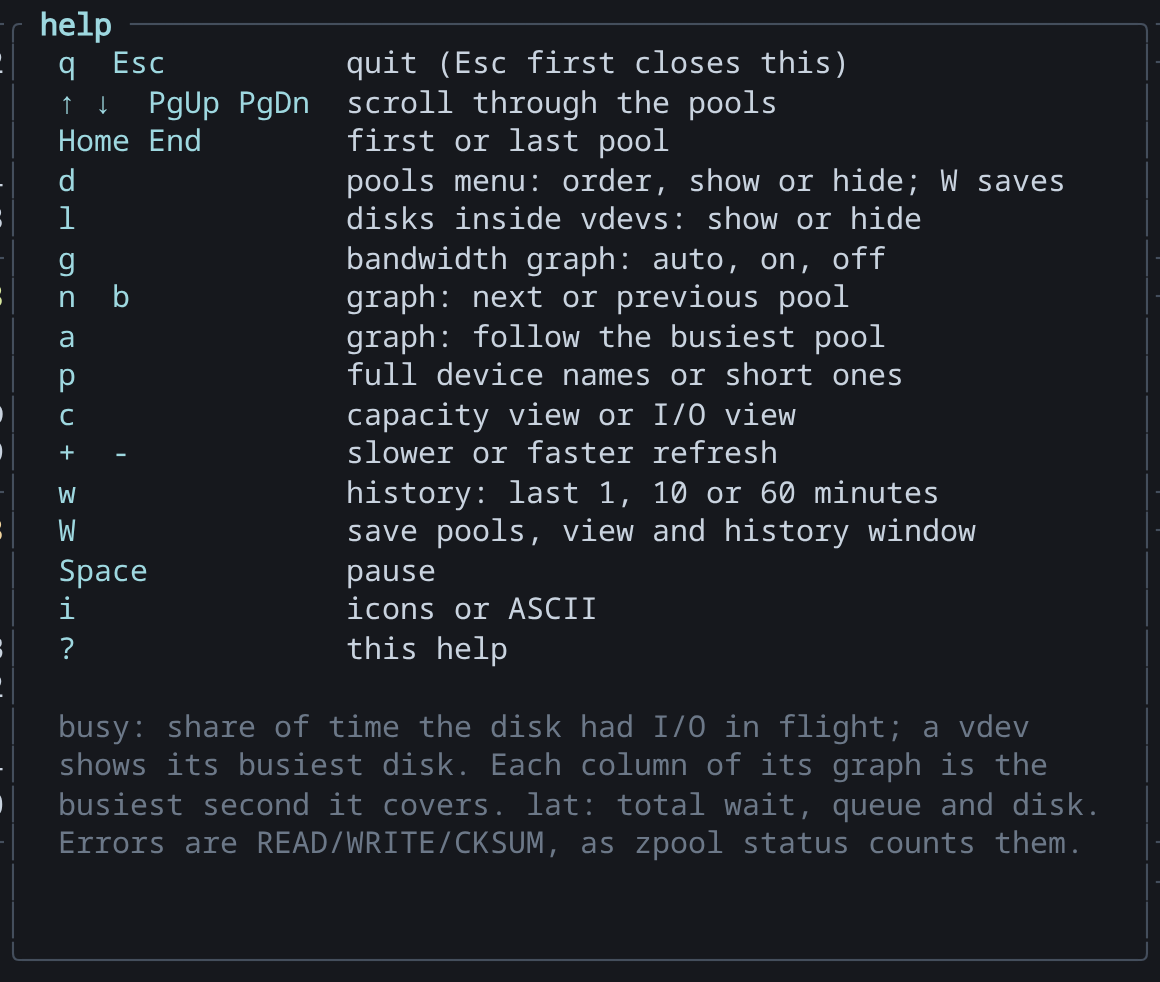 help
q  Esc          quit (Esc first closes this)
↑ ↓  PgUp PgDn  scroll through the pools
Home End        first or last pool
d               pools menu: order, show or hide; W saves
l               disks inside vdevs: show or hide
g               bandwidth graph: auto, on, off
n  b            graph: next or previous pool
a               graph: follow the busiest pool
p               full device names or short ones
c               capacity view or I/O view
+  -            slower or faster refresh
w               history: last 1, 10 or 60 minutes
W               save pools, view and history window
Space           pause
i               icons or ASCII
?               this help
busy: share of time the disk had I/O in flight; a vdev
shows its busiest disk. Each column of its graph is the
busiest second it covers. lat: total wait, queue and disk.
Errors are READ/WRITE/CKSUM, as zpool status counts them.